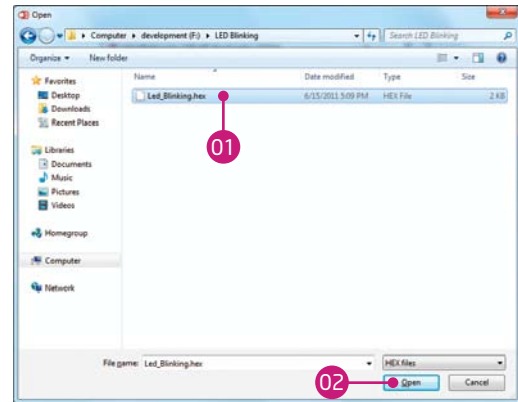 Open
Computer ▸ development (F:) ▸ LED Blinking
Search LED Blinking
Organize
New folder
Name
Date modified
Type
Size
Favorites
Desktop
Downloads
Recent Places
Libraries
Documents
Music
Pictures
Videos
Homegroup
Computer
Network
Led_Blinking.hex
6/15/2011 5:09 PM
HEX File
2 KB
01
File name:
Led_Blinking.hex
HEX files
02
Open
Cancel